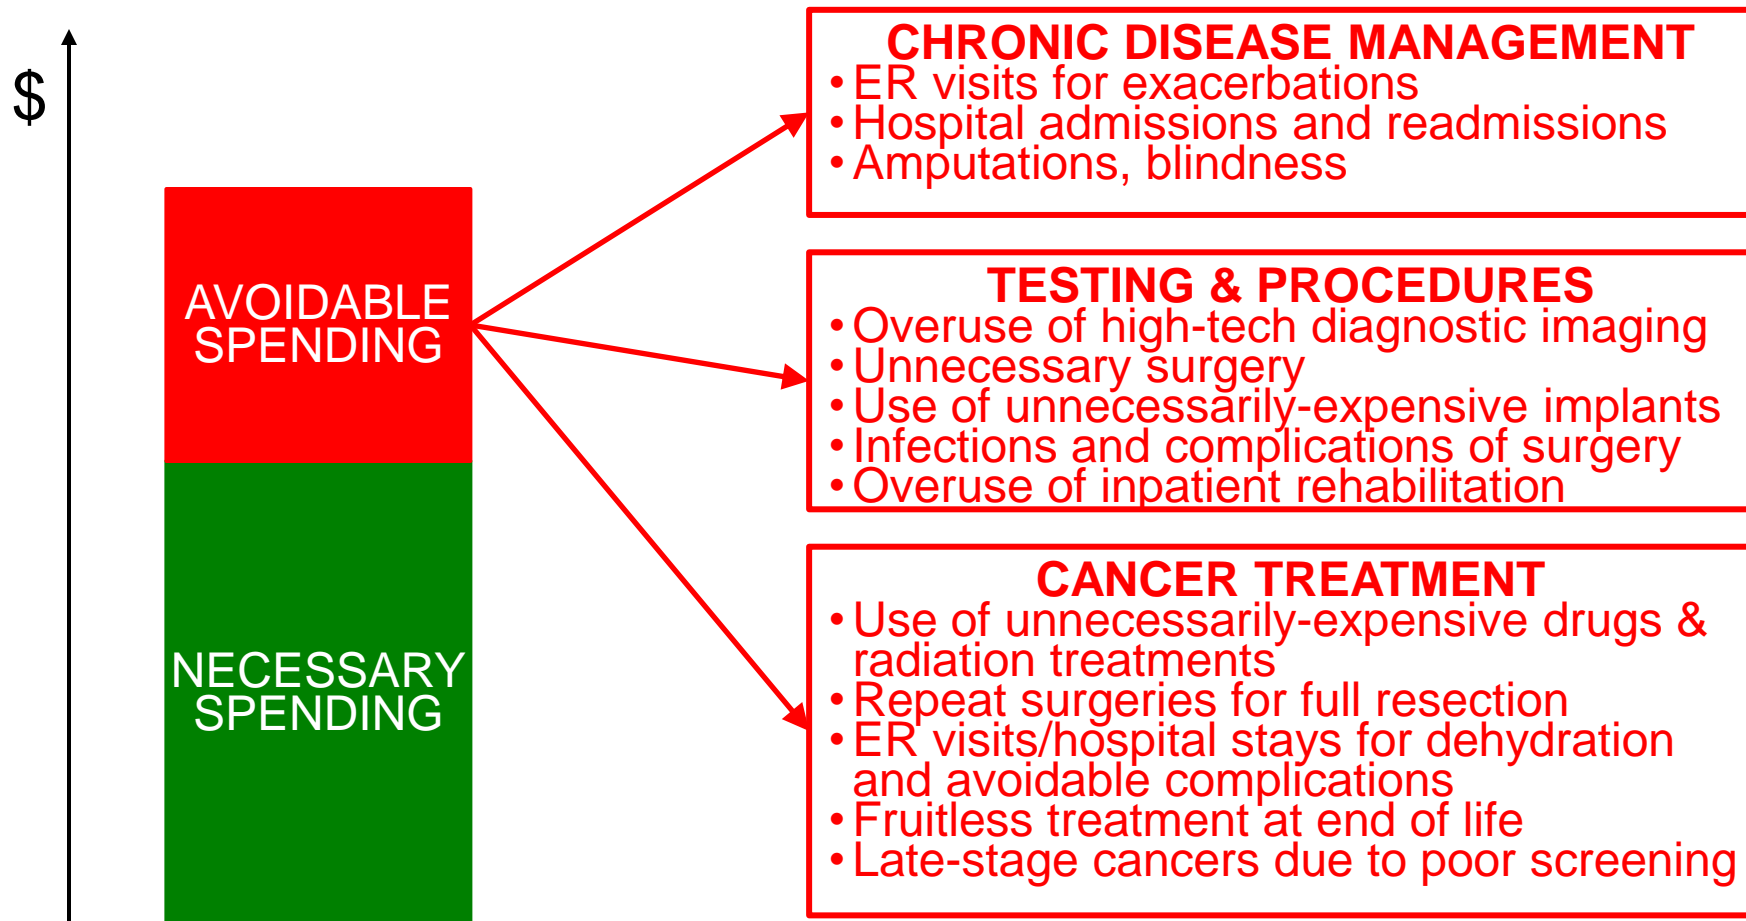 $
AVOIDABLE
SPENDING
NECESSARY
SPENDING
CHRONIC DISEASE MANAGEMENT
• ER visits for exacerbations
• Hospital admissions and readmissions
• Amputations, blindness
TESTING & PROCEDURES
• Overuse of high-tech diagnostic imaging
• Unnecessary surgery
• Use of unnecessarily-expensive implants
• Infections and complications of surgery
• Overuse of inpatient rehabilitation
CANCER TREATMENT
• Use of unnecessarily-expensive drugs &
radiation treatments
• Repeat surgeries for full resection
• ER visits/hospital stays for dehydration
and avoidable complications
• Fruitless treatment at end of life
• Late-stage cancers due to poor screening